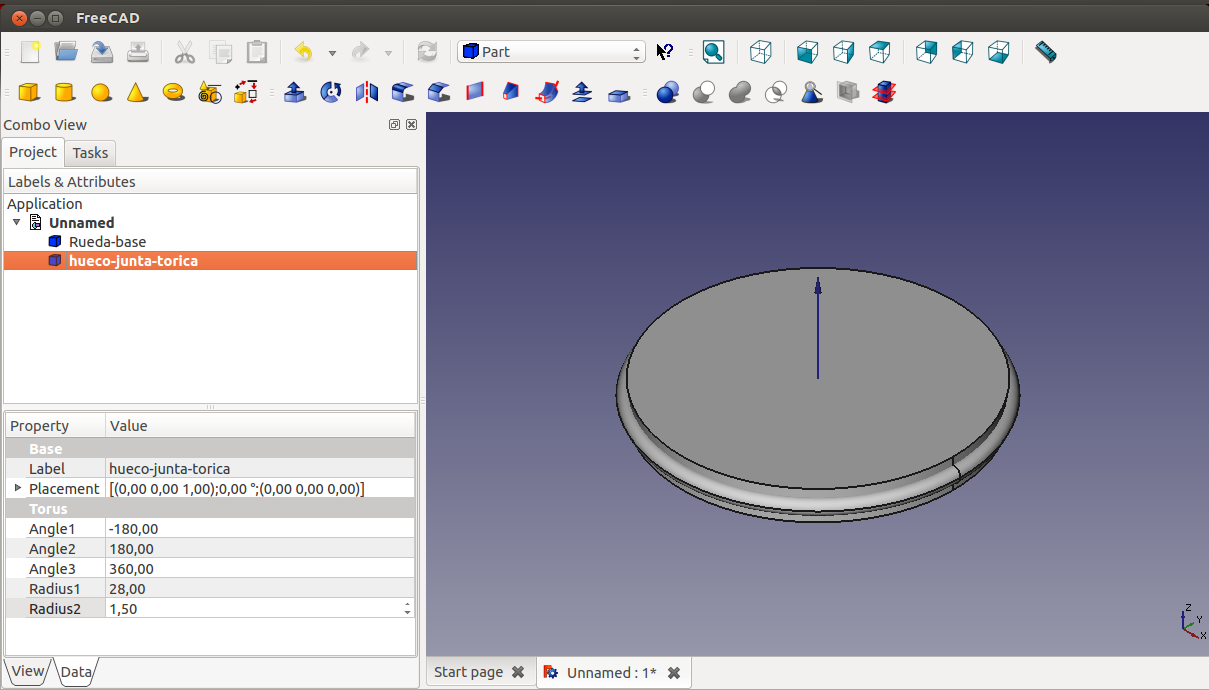 FreeCAD
Part
Combo View
Project Tasks
Labels & Attributes
Application
Unnamed
Rueda-base
hueco-junta-torica
Property Value
Base
Label hueco-junta-torica
Placement [(0,00 0,00 1,00);0,00 °;(0,00 0,00 0,00)]
Torus
Angle1 -180,00
Angle2 180,00
Angle3 360,00
Radius1 28,00
Radius2 1,50
View Data
Z
Y
X
Start page Unnamed : 1*